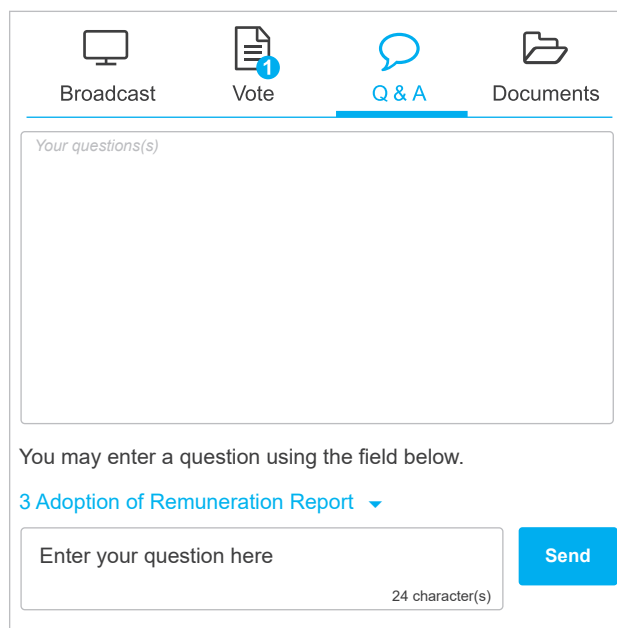 1
Broadcast Vote Q & A Documents
Your questions(s)
You may enter a question using the field below.
3 Adoption of Remuneration Report
Enter your question here
Send
24 character(s)